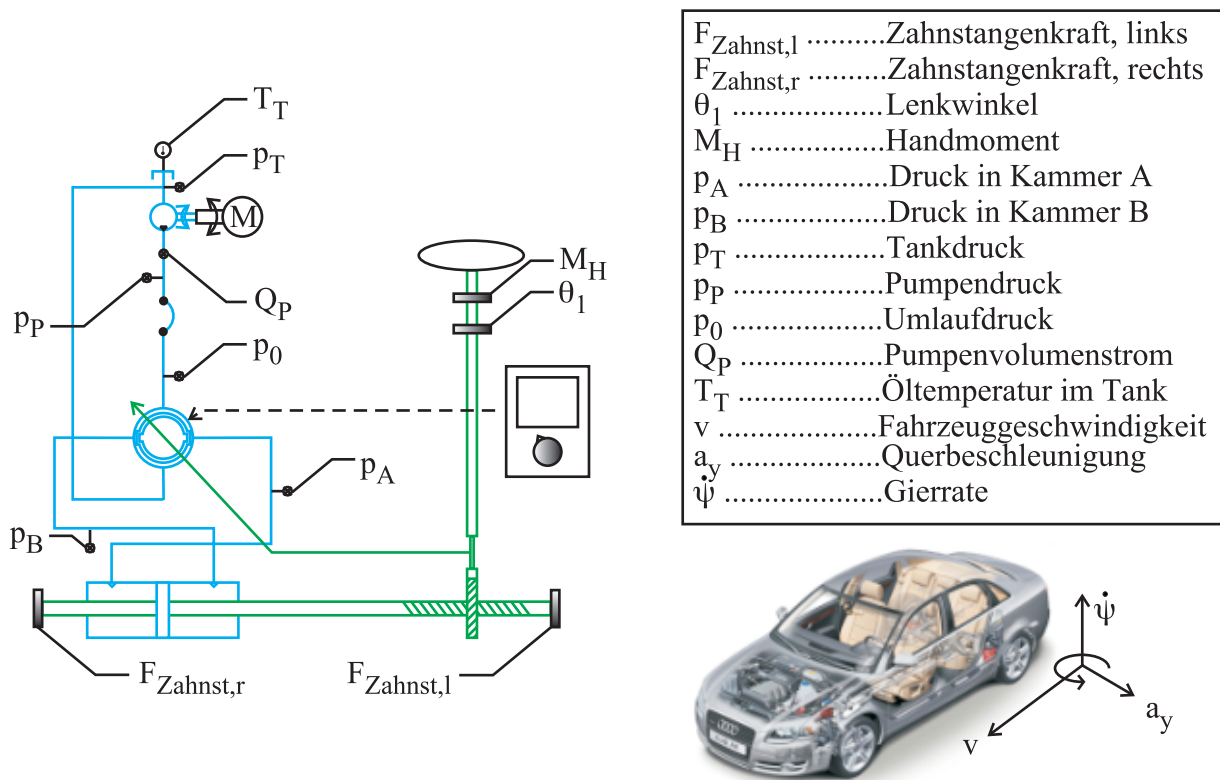 T_T
p_T
M
p_P
Q_P
p_0
M_H
θ_1
p_A
p_B
F_Zahnst,r
F_Zahnst,l
F_Zahnst,l ..........Zahnstangenkraft, links
F_Zahnst,r ..........Zahnstangenkraft, rechts
θ_1 ....................Lenkwinkel
M_H ..................Handmoment
p_A ....................Druck in Kammer A
p_B ....................Druck in Kammer B
p_T ....................Tankdruck
p_P ....................Pumpendruck
p_0 ....................Umlaufdruck
Q_P ...................Pumpenvolumenstrom
T_T ....................Öltemperatur im Tank
v ......................Fahrzeuggeschwindigkeit
a_y ....................Querbeschleunigung
ψ̇ ......................Gierrate
ψ̇
a_y
v